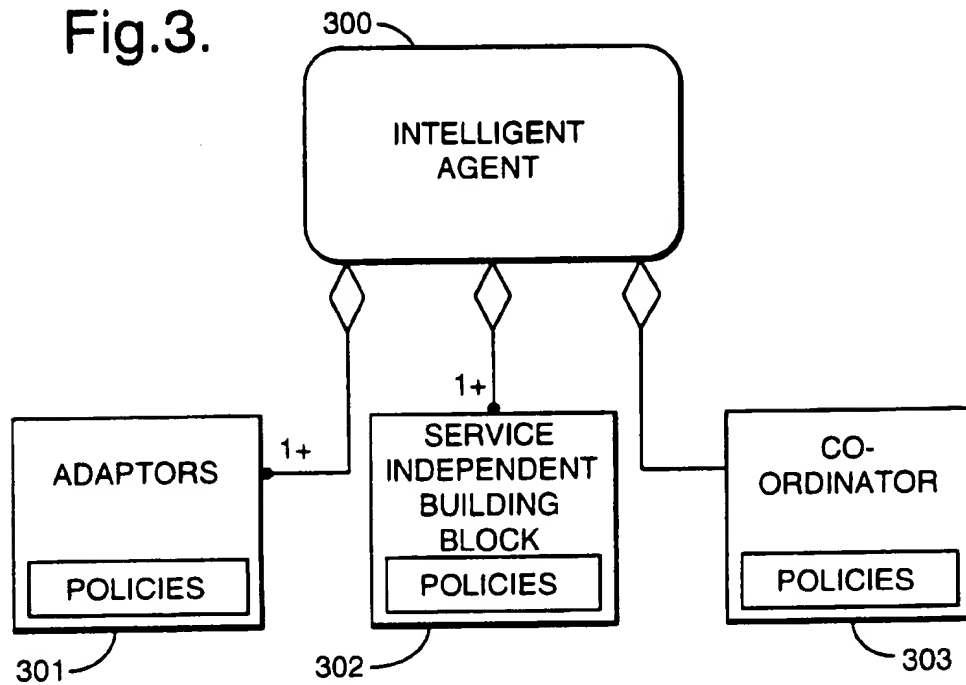 Fig.3.
300
INTELLIGENT
AGENT
1+
1+
ADAPTORS
POLICIES
301
SERVICE
INDEPENDENT
BUILDING
BLOCK
POLICIES
302
CO-
ORDINATOR
POLICIES
303